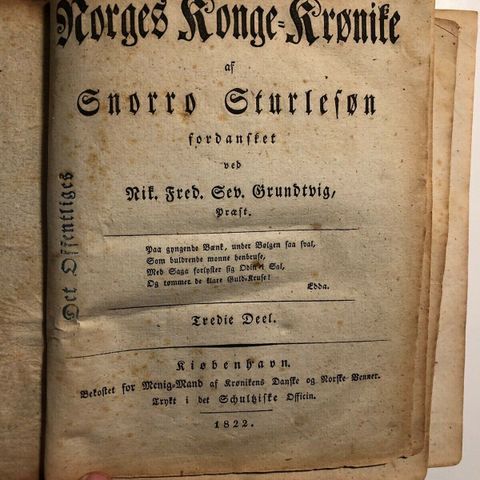 Norges Konge-Krønike
af
Snorro Sturlesøn
fordansket
ved
Nik. Fred. Sev. Grundtvig,
Præst.
Paa gyngende Bænk, under Bølgen saa sval,
Som buldrende monne henbruse,
Med Saga forlyster sig Odin i Sal,
Og tømmer de klare Guld-Kruse!
Edda.
Tredie Deel.
Kiøbenhavn.
Bekostet for Menig-Mand af Krønikens Danske og Norske Venner.
Trykt i det Schultziske Officin.
1822.
Det Offentliges